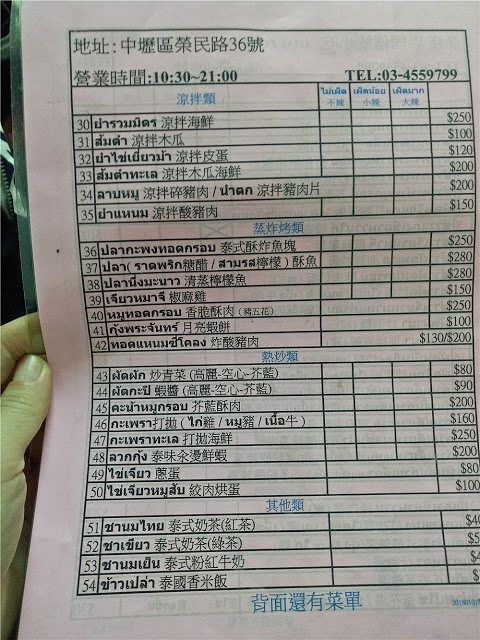 地址: 中壢區榮民路36號
營業時間:10:30~21:00 TEL:03-4559799
涼拌類 ไม่เผ็ด 不辣 เผ็ดน้อย 小辣 เผ็ดมาก 大辣
30 ยำรวมมิตร 涼拌海鮮 $250
31 ส้มตำ 涼拌木瓜 $100
32 ยำไข่เยี่ยวม้า 涼拌皮蛋 $120
33 ส้มตำทะเล 涼拌木瓜海鮮 $200
34 ลาบหมู 涼拌碎豬肉 / น้ำตก 涼拌豬肉片 $200
35 ยำแหนม 涼拌酸豬肉 $150
蒸炸烤類
36 ปลากะพงทอดกรอบ 泰式酥炸魚塊 $250
37 ปลา( ราดพริก糖醋 / สามรส檸檬 ) 酥魚 $280
38 ปลานึ่งมะนาว 清蒸檸檬魚 $280
39 เจียวหมาจี 椒麻雞 $150
40 หมูทอดกรอบ 香脆酥肉 (豬五花) $250
41 กุ้งพระจันทร์ 月亮蝦餅 $100
42 ทอดแหนมซี่โคลง 炸酸豬肉 $130/$200
熱炒類
43 ผัดผัก 炒青菜 (高麗-空心-芥藍) $80
44 ผัดกะปิ 蝦醬 (高麗-空心-芥藍) $90
45 คะน้าหมูกรอบ 芥藍酥肉 $200
46 กะเพรา打拋 ( ไก่雞 / หมู豬 / เนื้อ牛 ) $160
47 กะเพราทะเล 打拋海鮮 $250
48 ลวกกุ้ง 泰味汆燙鮮蝦 $200
49 ไข่เจียว 蔥蛋 $80
50 ไข่เจียวหมูสับ 絞肉烘蛋 $100
其他類
51 ชานมไทย 泰式奶茶(紅茶)
52 ชาเขียว 泰式奶茶(綠茶)
53 ชานมเย็น 泰式粉紅牛奶
54 ข้าวเปล่า 泰國香米飯
背面還有菜單